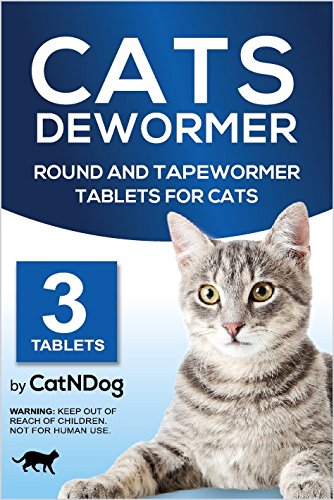 CATS
DEWORMER
ROUND AND TAPEWORMER
TABLETS FOR CATS
3
TABLETS
by CatNDog
WARNING: KEEP OUT OF
REACH OF CHILDREN.
NOT FOR HUMAN USE.